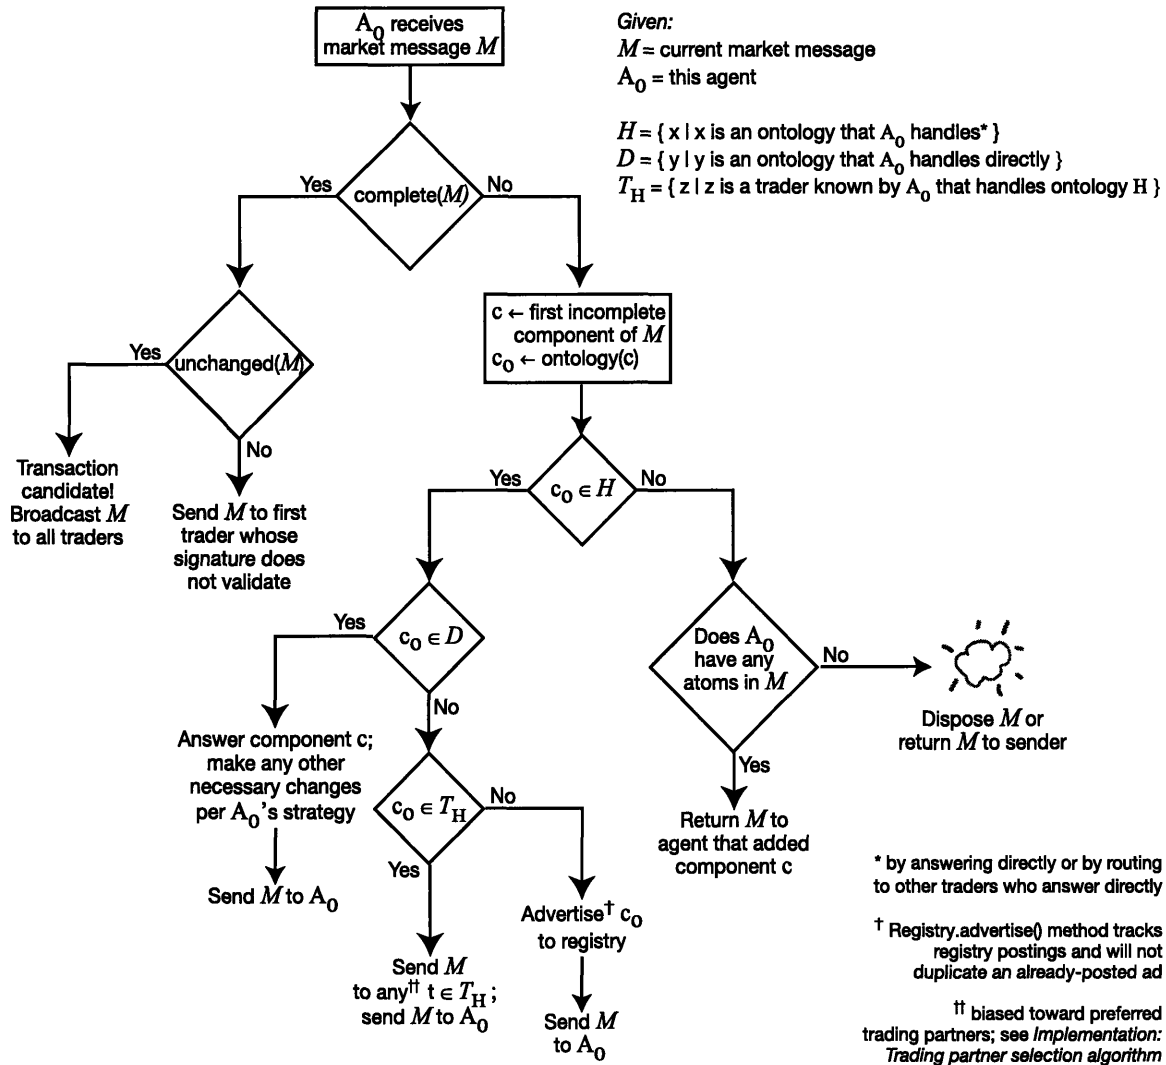 A₀ receives
market message M
Given:
M = current market message
A₀ = this agent
H = { x | x is an ontology that A₀ handles* }
D = { y | y is an ontology that A₀ handles directly }
T_H = { z | z is a trader known by A₀ that handles ontology H }
Yes
complete(M)
No
c ← first incomplete
component of M
c₀ ← ontology(c)
Yes
unchanged(M)
No
Transaction
candidate!
Broadcast M
to all traders
Send M to first
trader whose
signature does
not validate
Yes
c₀ ∈ H
No
Yes
c₀ ∈ D
No
Does A₀
have any
atoms in M
No
Yes
Dispose M or
return M to sender
Answer component c;
make any other
necessary changes
per A₀'s strategy
Send M to A₀
c₀ ∈ T_H
No
Yes
Return M to
agent that added
component c
Advertise† c₀
to registry
Send M
to any†† t ∈ T_H ;
send M to A₀
Send M
to A₀
* by answering directly or by routing
to other traders who answer directly
† Registry.advertise() method tracks
registry postings and will not
duplicate an already-posted ad
†† biased toward preferred
trading partners; see Implementation:
Trading partner selection algorithm